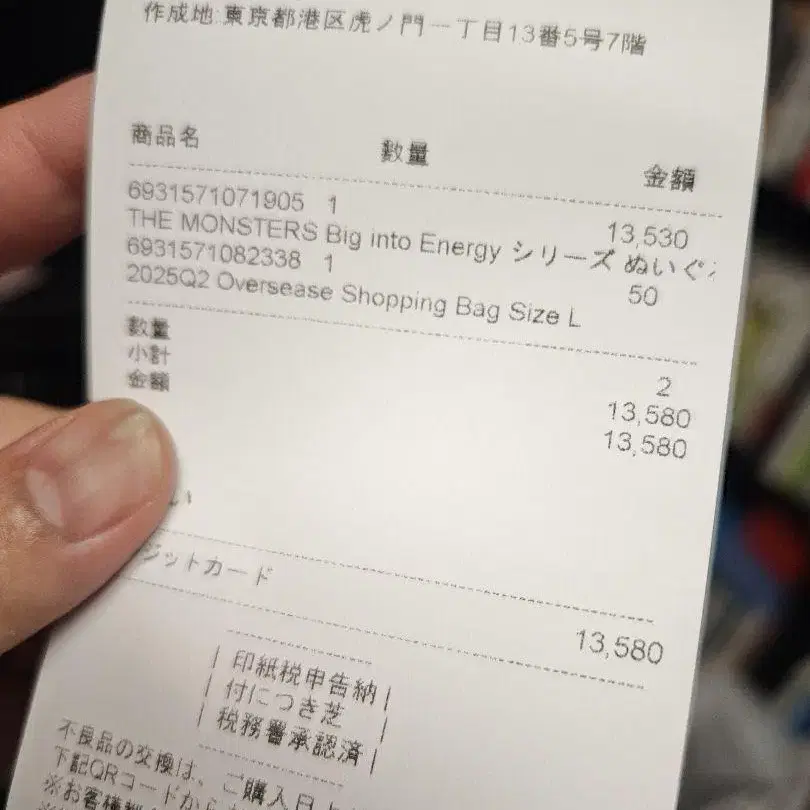 作成地:東京都港区虎ノ門一丁目13番5号7階
商品名 数量 金額
6931571071905 1 13,530
THE MONSTERS Big into Energy シリーズ ぬいぐ
6931571082338 1 50
2025Q2 Oversease Shopping Bag Size L
数量 2
小計 13,580
金額 13,580
い
ジットカード 13,580
印紙税申告納
付につき芝
税務署承認済
不良品の交換は、ご購入日
下記QRコードから
※お客様